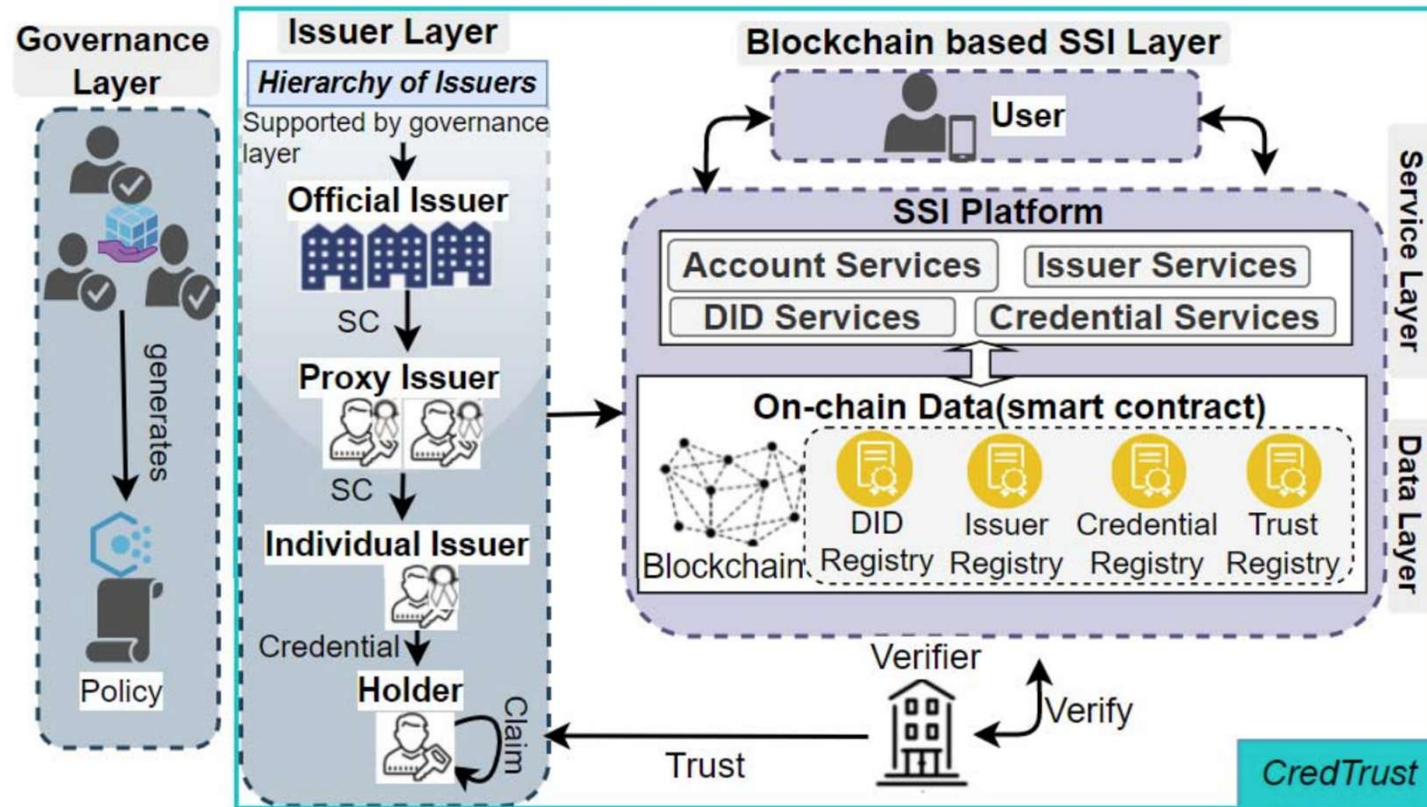 Governance
Layer
generates
Policy
Issuer Layer
Hierarchy of Issuers
Supported by governance
layer
Official Issuer
SC
Proxy Issuer
SC
Individual Issuer
Credential
Holder
Claim
Blockchain based SSI Layer
User
SSI Platform
Account Services
Issuer Services
DID Services
Credential Services
On-chain Data(smart contract)
Blockchain
DID
Registry
Issuer
Registry
Credential
Registry
Trust
Registry
Service Layer
Data Layer
Verifier
Verify
Trust
CredTrust